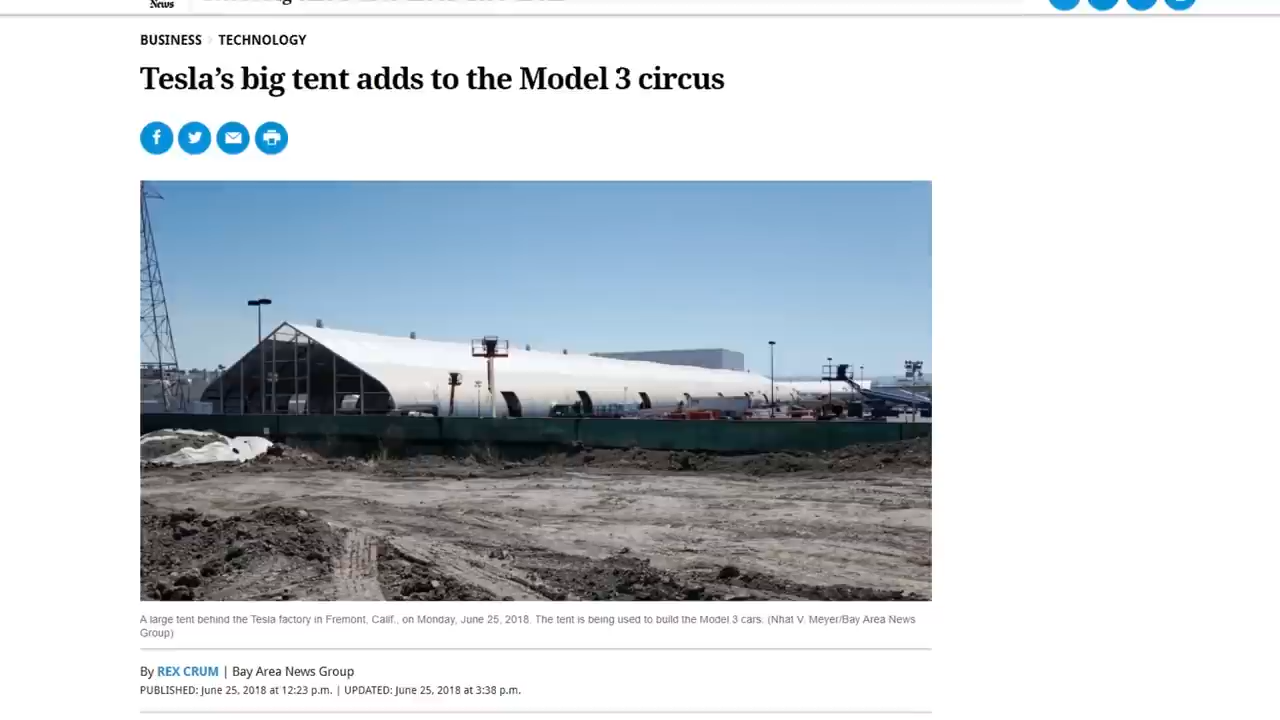 News
BUSINESS TECHNOLOGY
Tesla’s big tent adds to the Model 3 circus
A large tent behind the Tesla factory in Fremont, Calif., on Monday, June 25, 2018. The tent is being used to build the Model 3 cars. (Nhat V. Meyer/Bay Area News
Group)
By REX CRUM | Bay Area News Group
PUBLISHED: June 25, 2018 at 12:23 p.m. | UPDATED: June 25, 2018 at 3:38 p.m.